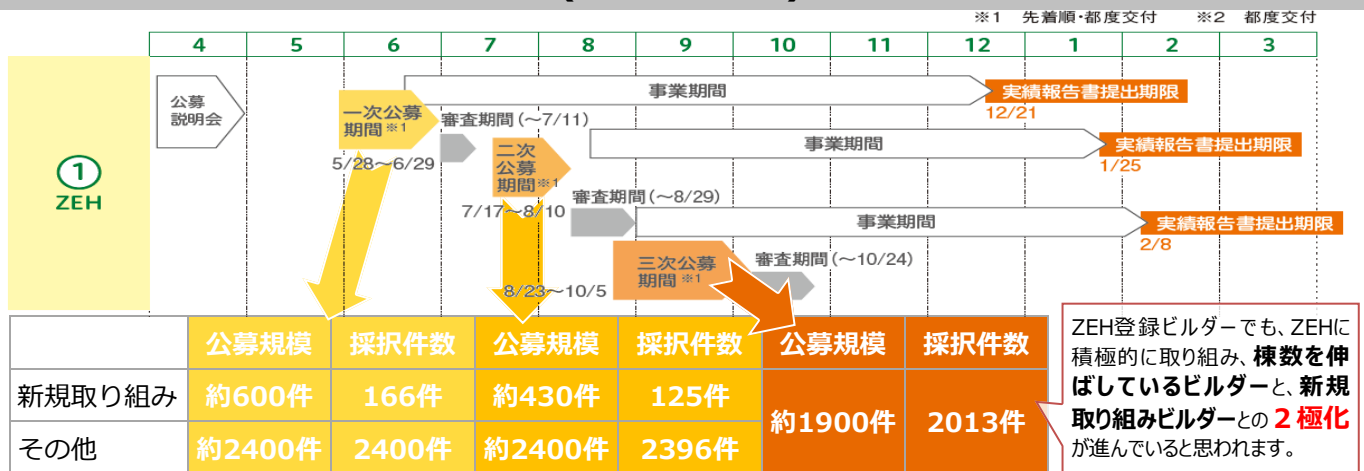 ※1 先着順・都度交付 ※2 都度交付
4 5 6 7 8 9 10 11 12 1 2 3
① ZEH
公募
説明会
一次公募
期間※1
5/28～6/29
事業期間
実績報告書提出期限
12/21
審査期間(～7/11)
二次
公募
期間※1
7/17～8/10
事業期間
実績報告書提出期限
1/25
審査期間(～8/29)
事業期間
実績報告書提出期限
2/8
三次公募
期間※1
8/23～10/5
審査期間(～10/24)
公募規模 採択件数 公募規模 採択件数 公募規模 採択件数
新規取り組み 約600件 166件 約430件 125件 約1900件 2013件
その他 約2400件 2400件 約2400件 2396件
ZEH登録ビルダーでも、ZEHに
積極的に取り組み、棟数を伸
ばしているビルダーと、新規
取り組みビルダーとの２極化
が進んでいると思われます。